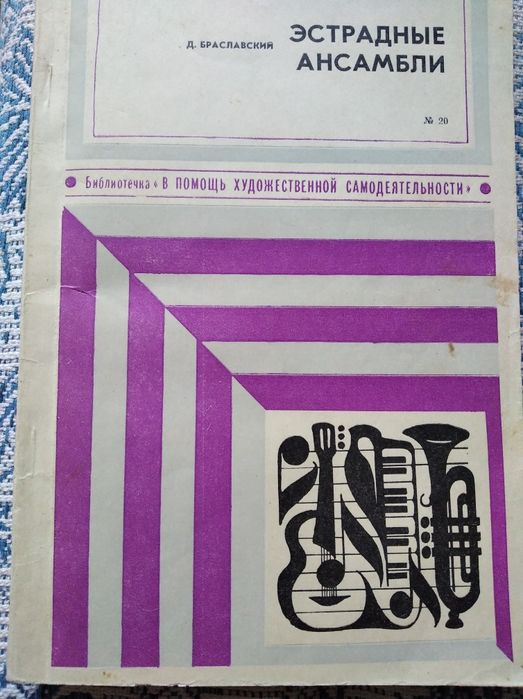 Д. БРАСЛАВСКИЙ
ЭСТРАДНЫЕ
АНСАМБЛИ
№ 20
Библиотечка « В ПОМОЩЬ ХУДОЖЕСТВЕННОЙ САМОДЕЯТЕЛЬНОСТИ»